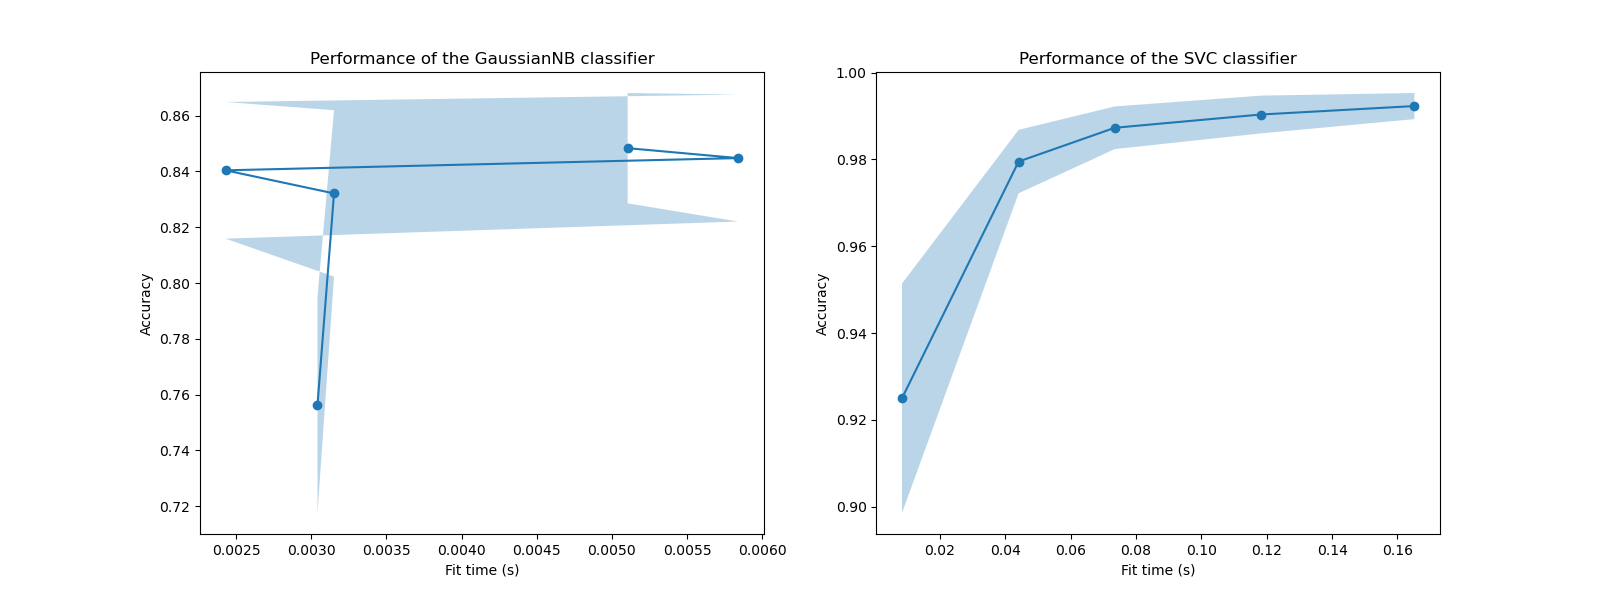 Performance of the GaussianNB classifier
Accuracy
0.86
0.84
0.82
0.80
0.78
0.76
0.74
0.72
0.0025 0.0030 0.0035 0.0040 0.0045 0.0050 0.0055 0.0060
Fit time (s)
Performance of the SVC classifier
Accuracy
1.00
0.98
0.96
0.94
0.92
0.90
0.02 0.04 0.06 0.08 0.10 0.12 0.14 0.16
Fit time (s)